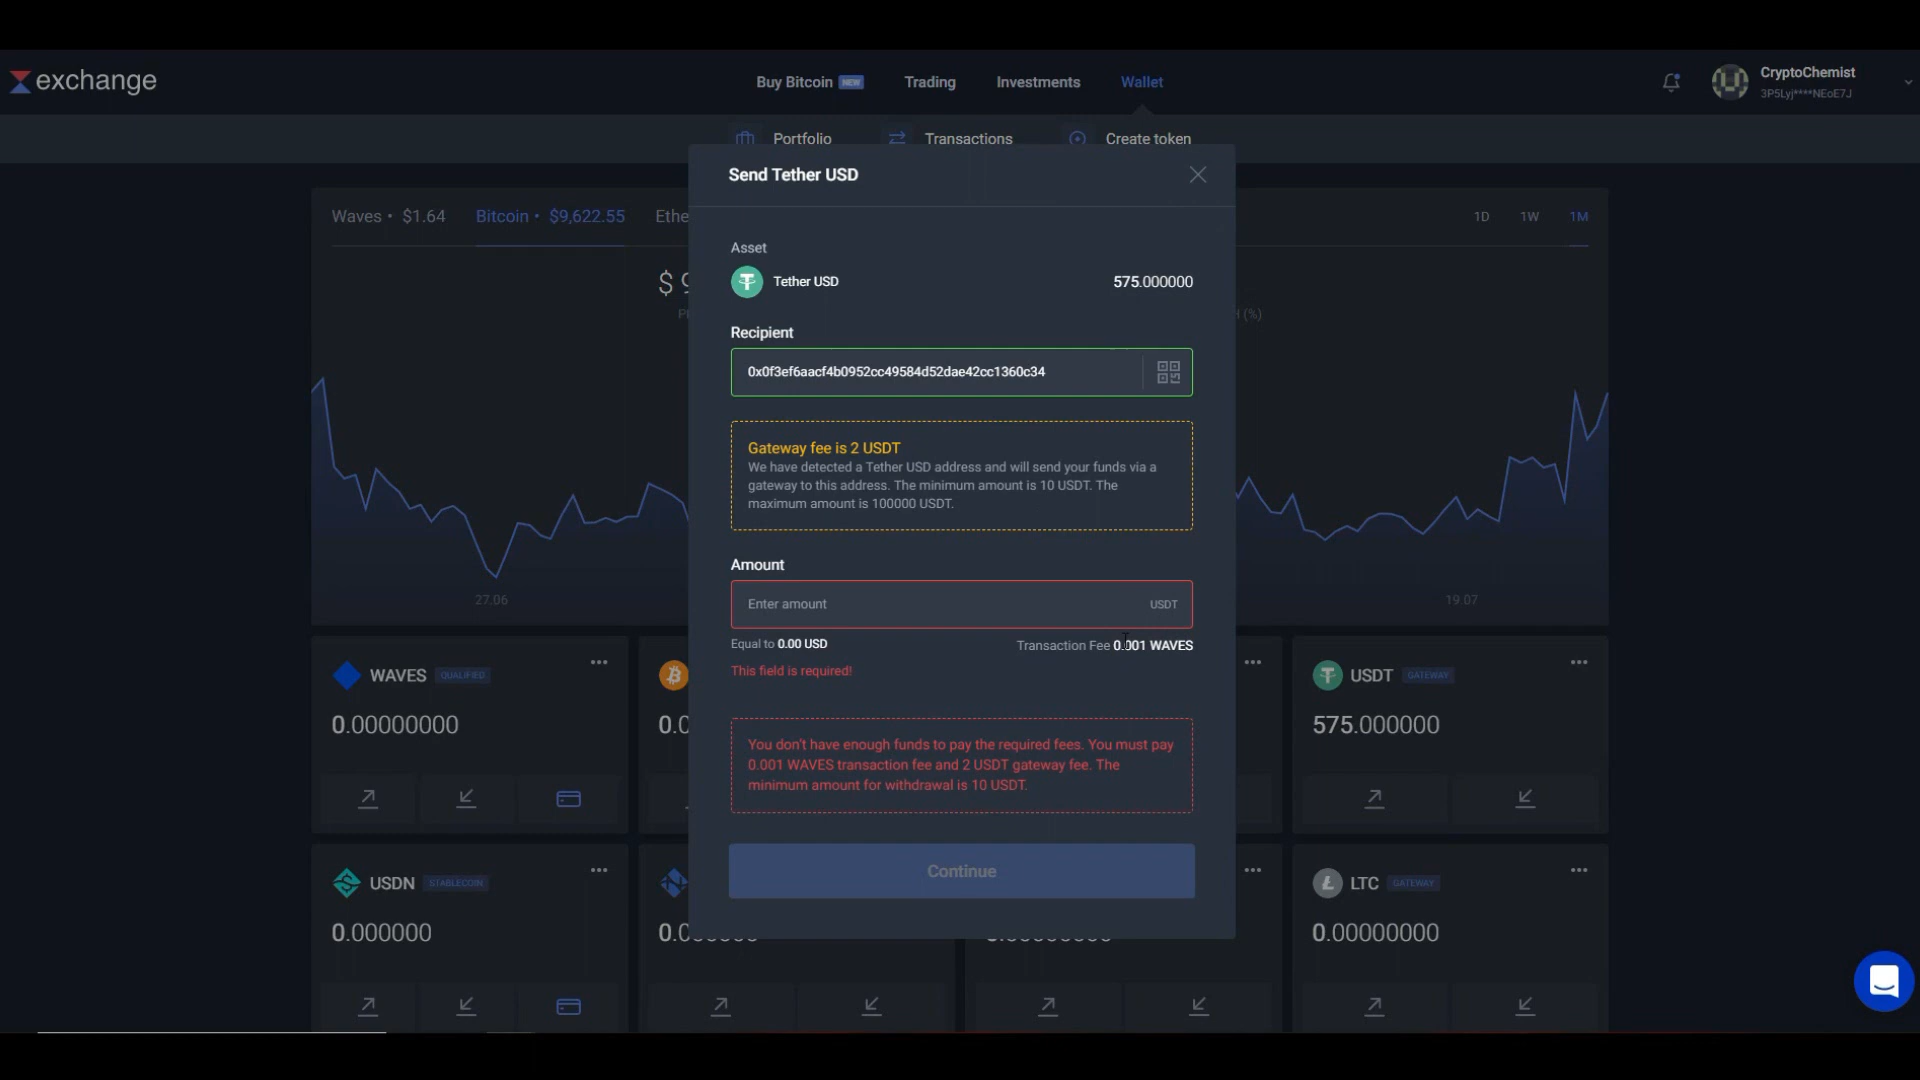 exchange
Buy Bitcoin NEW
Trading
Investments
Wallet
CryptoChemist
3P5Lyj****NEoE7J
Portfolio
Transactions
Create token
Send Tether USD
Waves • $1.64
Bitcoin • $9,622.55
Ethe
1D
1W
1M
Asset
Tether USD
575.000000
$ 9
(%)
Recipient
0x0f3ef6aacf4b0952cc49584d52dae42cc1360c34
Gateway fee is 2 USDT
We have detected a Tether USD address and will send your funds via a
gateway to this address. The minimum amount is 10 USDT. The
maximum amount is 100000 USDT.
Amount
Enter amount
USDT
27.06
19.07
Equal to 0.00 USD
Transaction Fee 0.001 WAVES
This field is required!
WAVES QUALIFIED
0.00000000
0.0
USDT GATEWAY
575.000000
You don't have enough funds to pay the required fees. You must pay
0.001 WAVES transaction fee and 2 USDT gateway fee. The
minimum amount for withdrawal is 10 USDT.
Continue
USDN STABLECOIN
0.000000
LTC GATEWAY
0.00000000